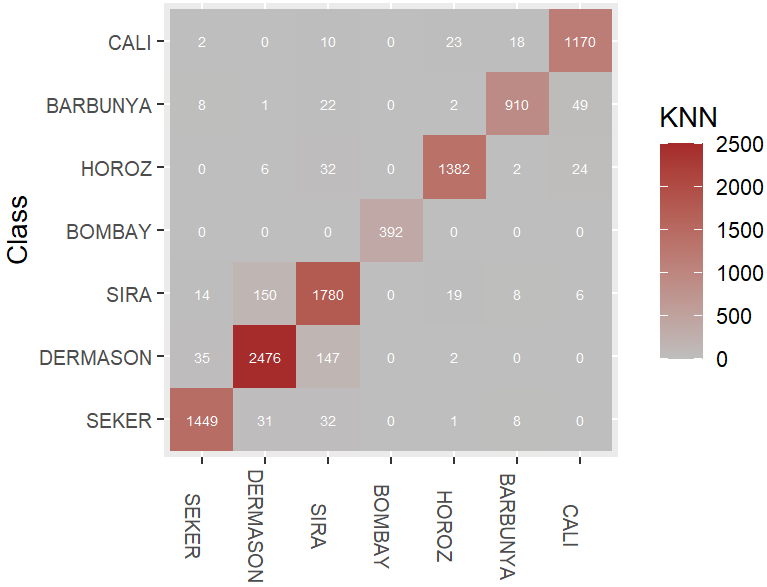 CALI 2 0 10 0 23 18 1170
BARBUNYA 8 1 22 0 2 910 49
HOROZ 0 6 32 0 1382 2 24
BOMBAY 0 0 0 392 0 0 0
SIRA 14 150 1780 0 19 8 6
DERMASON 35 2476 147 0 2 0 0
SEKER 1449 31 32 0 1 8 0
SEKER DERMASON SIRA BOMBAY HOROZ BARBUNYA CALI
Class
KNN
2500
2000
1500
1000
500
0